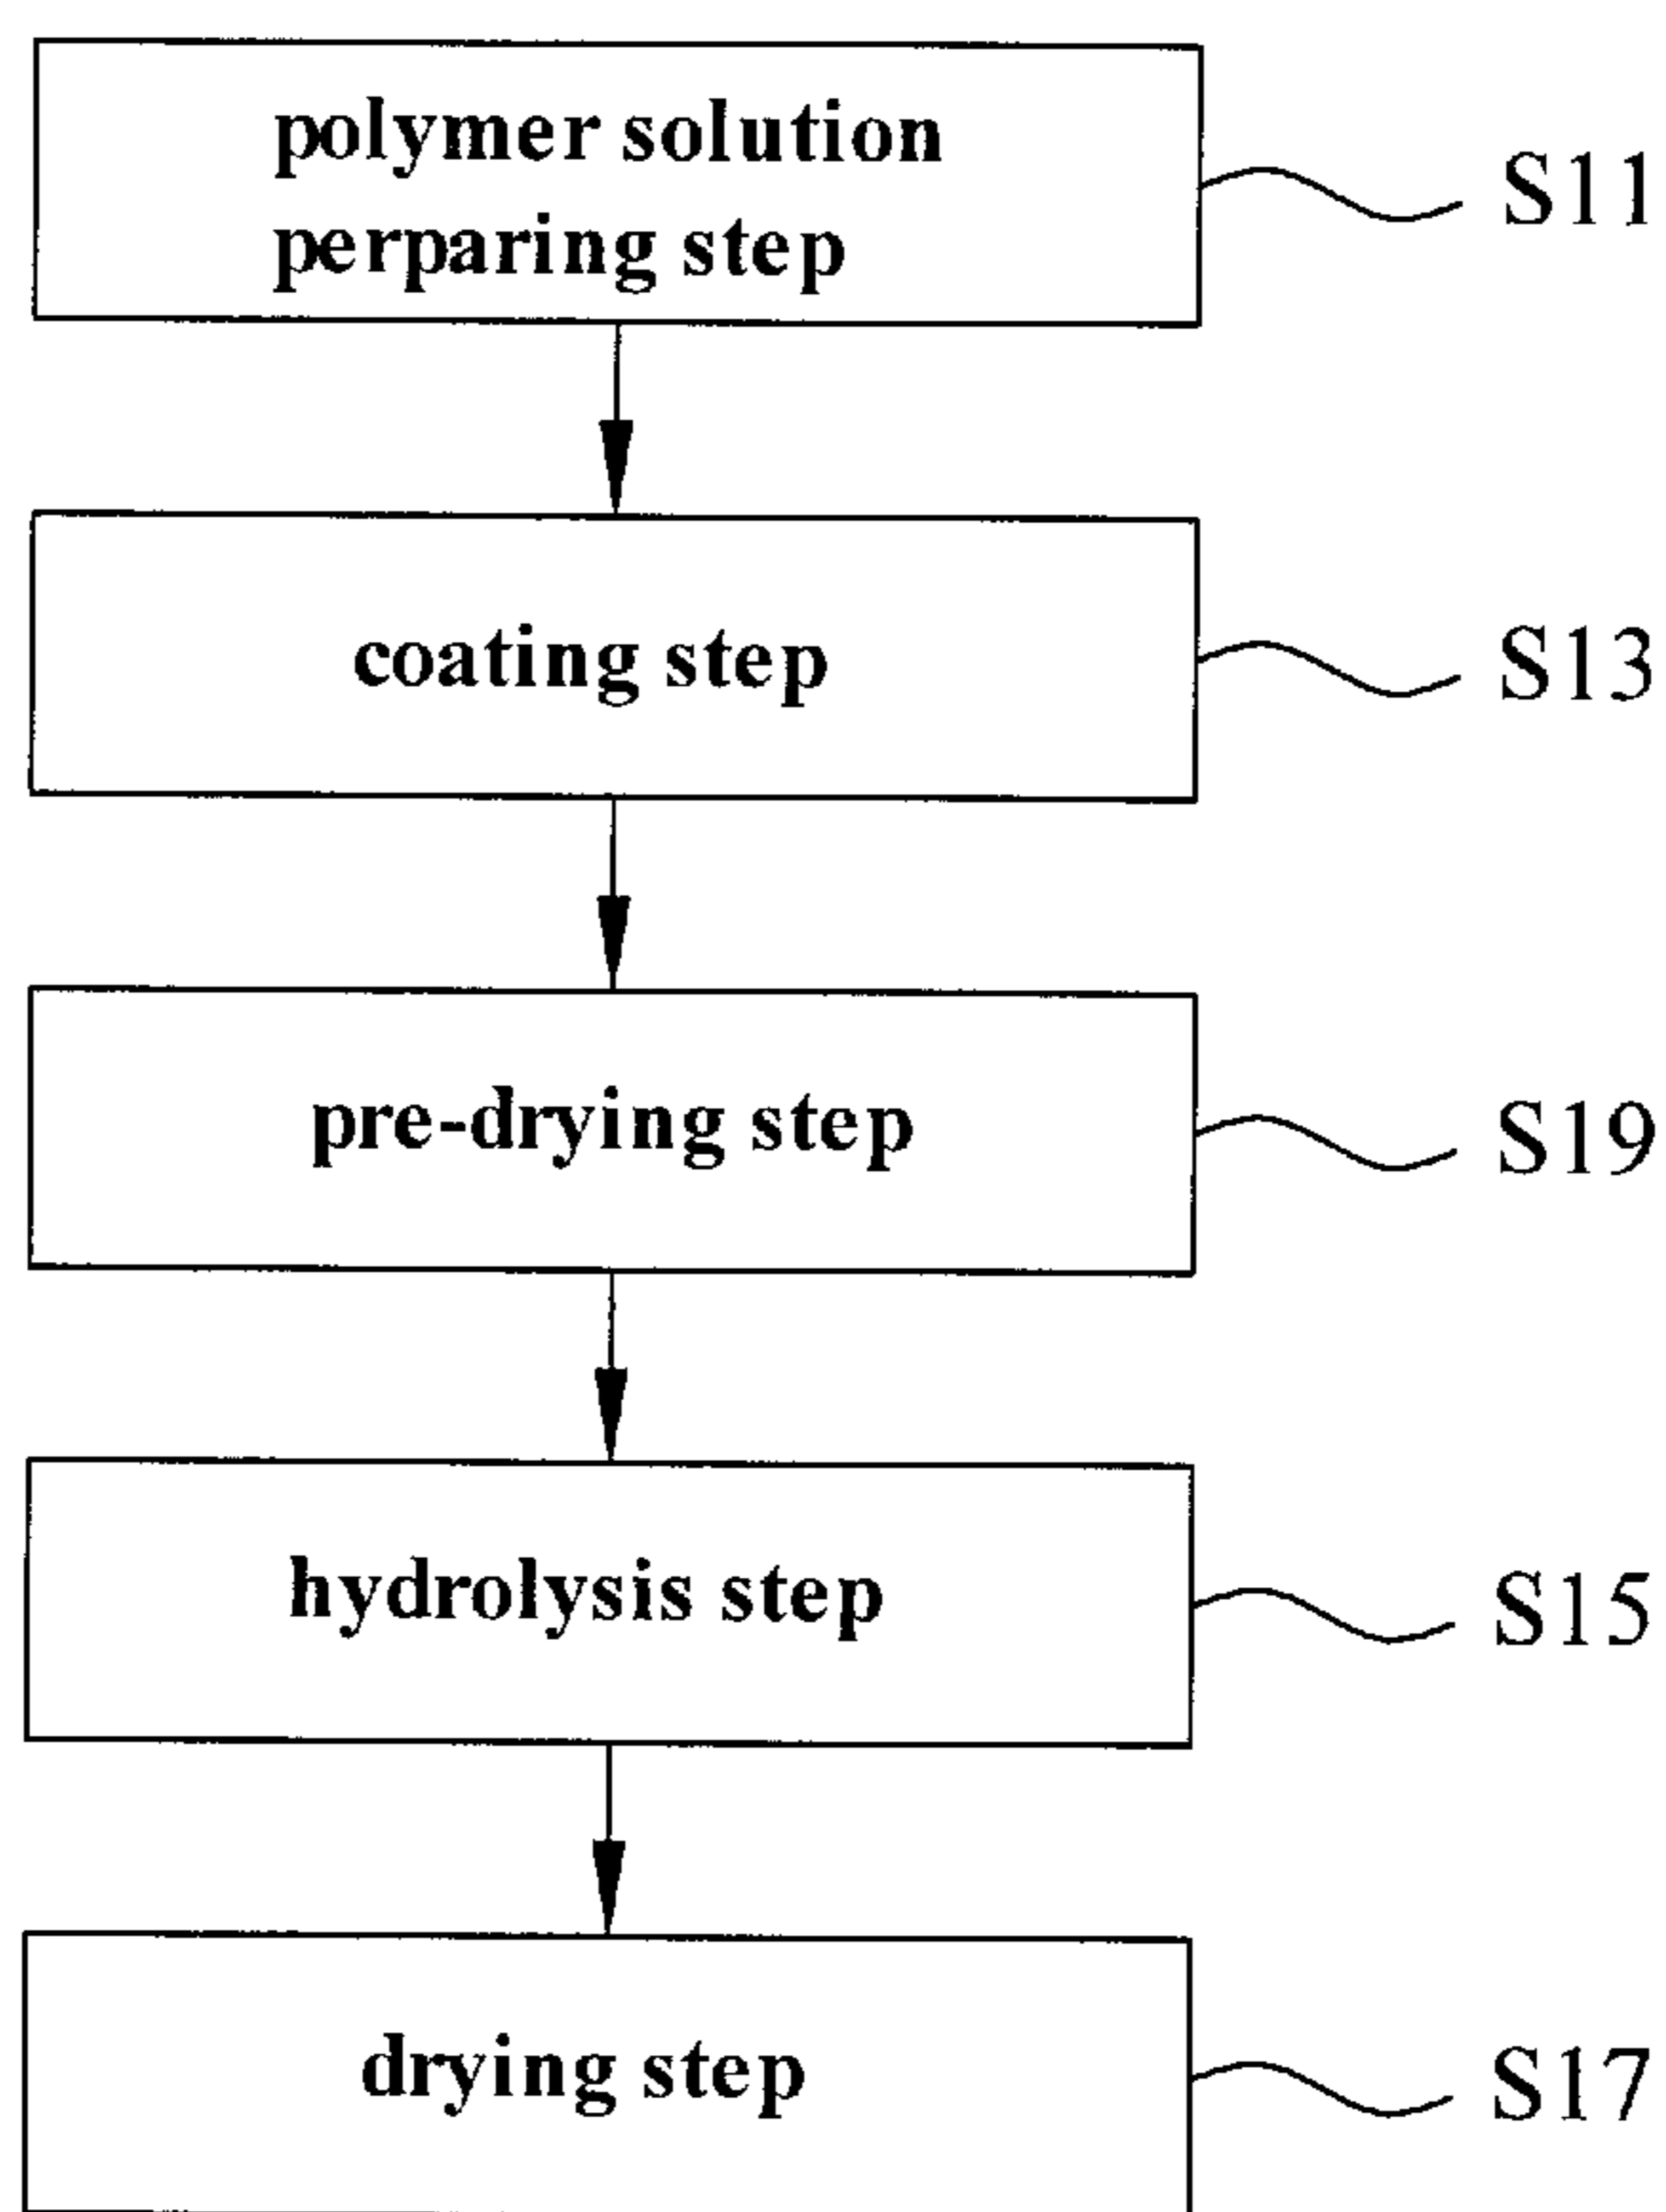 polymer solution
perparing step
S11
coating step
S13
pre-drying step
S19
hydrolysis step
S15
drying step
S17